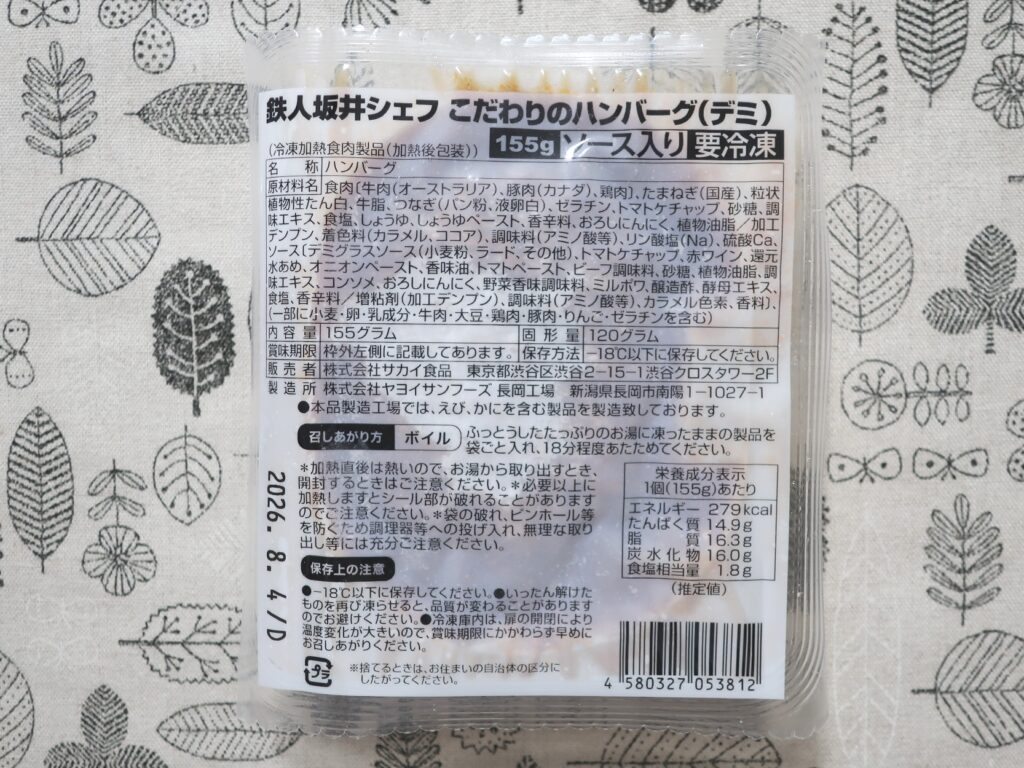 鉄人坂井シェフ こだわりのハンバーグ(デミ)
(冷凍加熱食肉製品(加熱後包装)) 155g ソース入り 要冷凍
名称 ハンバーグ
原材料名 食肉〔牛肉(オーストラリア)、豚肉(カナダ)、鶏肉〕、たまねぎ(国産)、粒状
植物性たん白、牛脂、つなぎ(パン粉、液卵白)、ゼラチン、トマトケチャップ、砂糖、調
味エキス、食塩、しょうゆ、しょうゆペースト、香辛料、おろしにんにく、植物油脂/加工
デンプン、着色料(カラメル、ココア)、調味料(アミノ酸等)、リン酸塩(Na)、硫酸Ca、
ソース〔デミグラスソース(小麦粉、ラード、その他)、トマトケチャップ、赤ワイン、還元
水あめ、オニオンペースト、香味油、トマトペースト、ビーフ調味料、砂糖、植物油脂、調
味エキス、コンソメ、おろしにんにく、野菜香味調味料、ミルポワ、醸造酢、酵母エキス、
食塩、香辛料/増粘剤(加工デンプン)、調味料(アミノ酸等)、カラメル色素、香料〕、
(一部に小麦・卵・乳成分・牛肉・大豆・鶏肉・豚肉・りんご・ゼラチンを含む)
内容量 155グラム 固形量 120グラム
賞味期限 枠外左側に記載してあります。 保存方法 -18℃以下に保存してください。
販売者 株式会社サカイ食品 東京都渋谷区渋谷2-15-1渋谷クロスタワー2F
製造所 株式会社ヤヨイサンフーズ 長岡工場 新潟県長岡市南陽1-1027-1
●本品製造工場では、えび、かにを含む製品を製造致しております。
召しあがり方 ボイル ふっとうしたたっぷりのお湯に凍ったままの製品を
袋ごと入れ、18分程度あたためてください。
*加熱直後は熱いので、お湯から取り出すとき、
開封するときはご注意ください。*必要以上に
加熱しますとシール部が破れることがあります
のでご注意ください。*袋の破れ、ピンホール等
を防ぐため調理器等への投げ入れ、無理な取り
出し等には充分ご注意ください。
栄養成分表示
1個(155g)あたり
エネルギー 279kcal
たんぱく質 14.9g
脂質 16.3g
炭水化物 16.0g
食塩相当量 1.8g
(推定値)
保存上の注意
●-18℃以下に保存してください。●いったん解けた
ものを再び凍らせると、品質が変わることがあります
のでお避けください。●冷凍庫内は、扉の開閉により
温度変化が大きいので、賞味期限にかかわらず早めに
お召しあがりください。
プラ
※捨てるときは、お住まいの自治体の区分に
したがってください。
4 580327 053812
2026. 8. 4/D